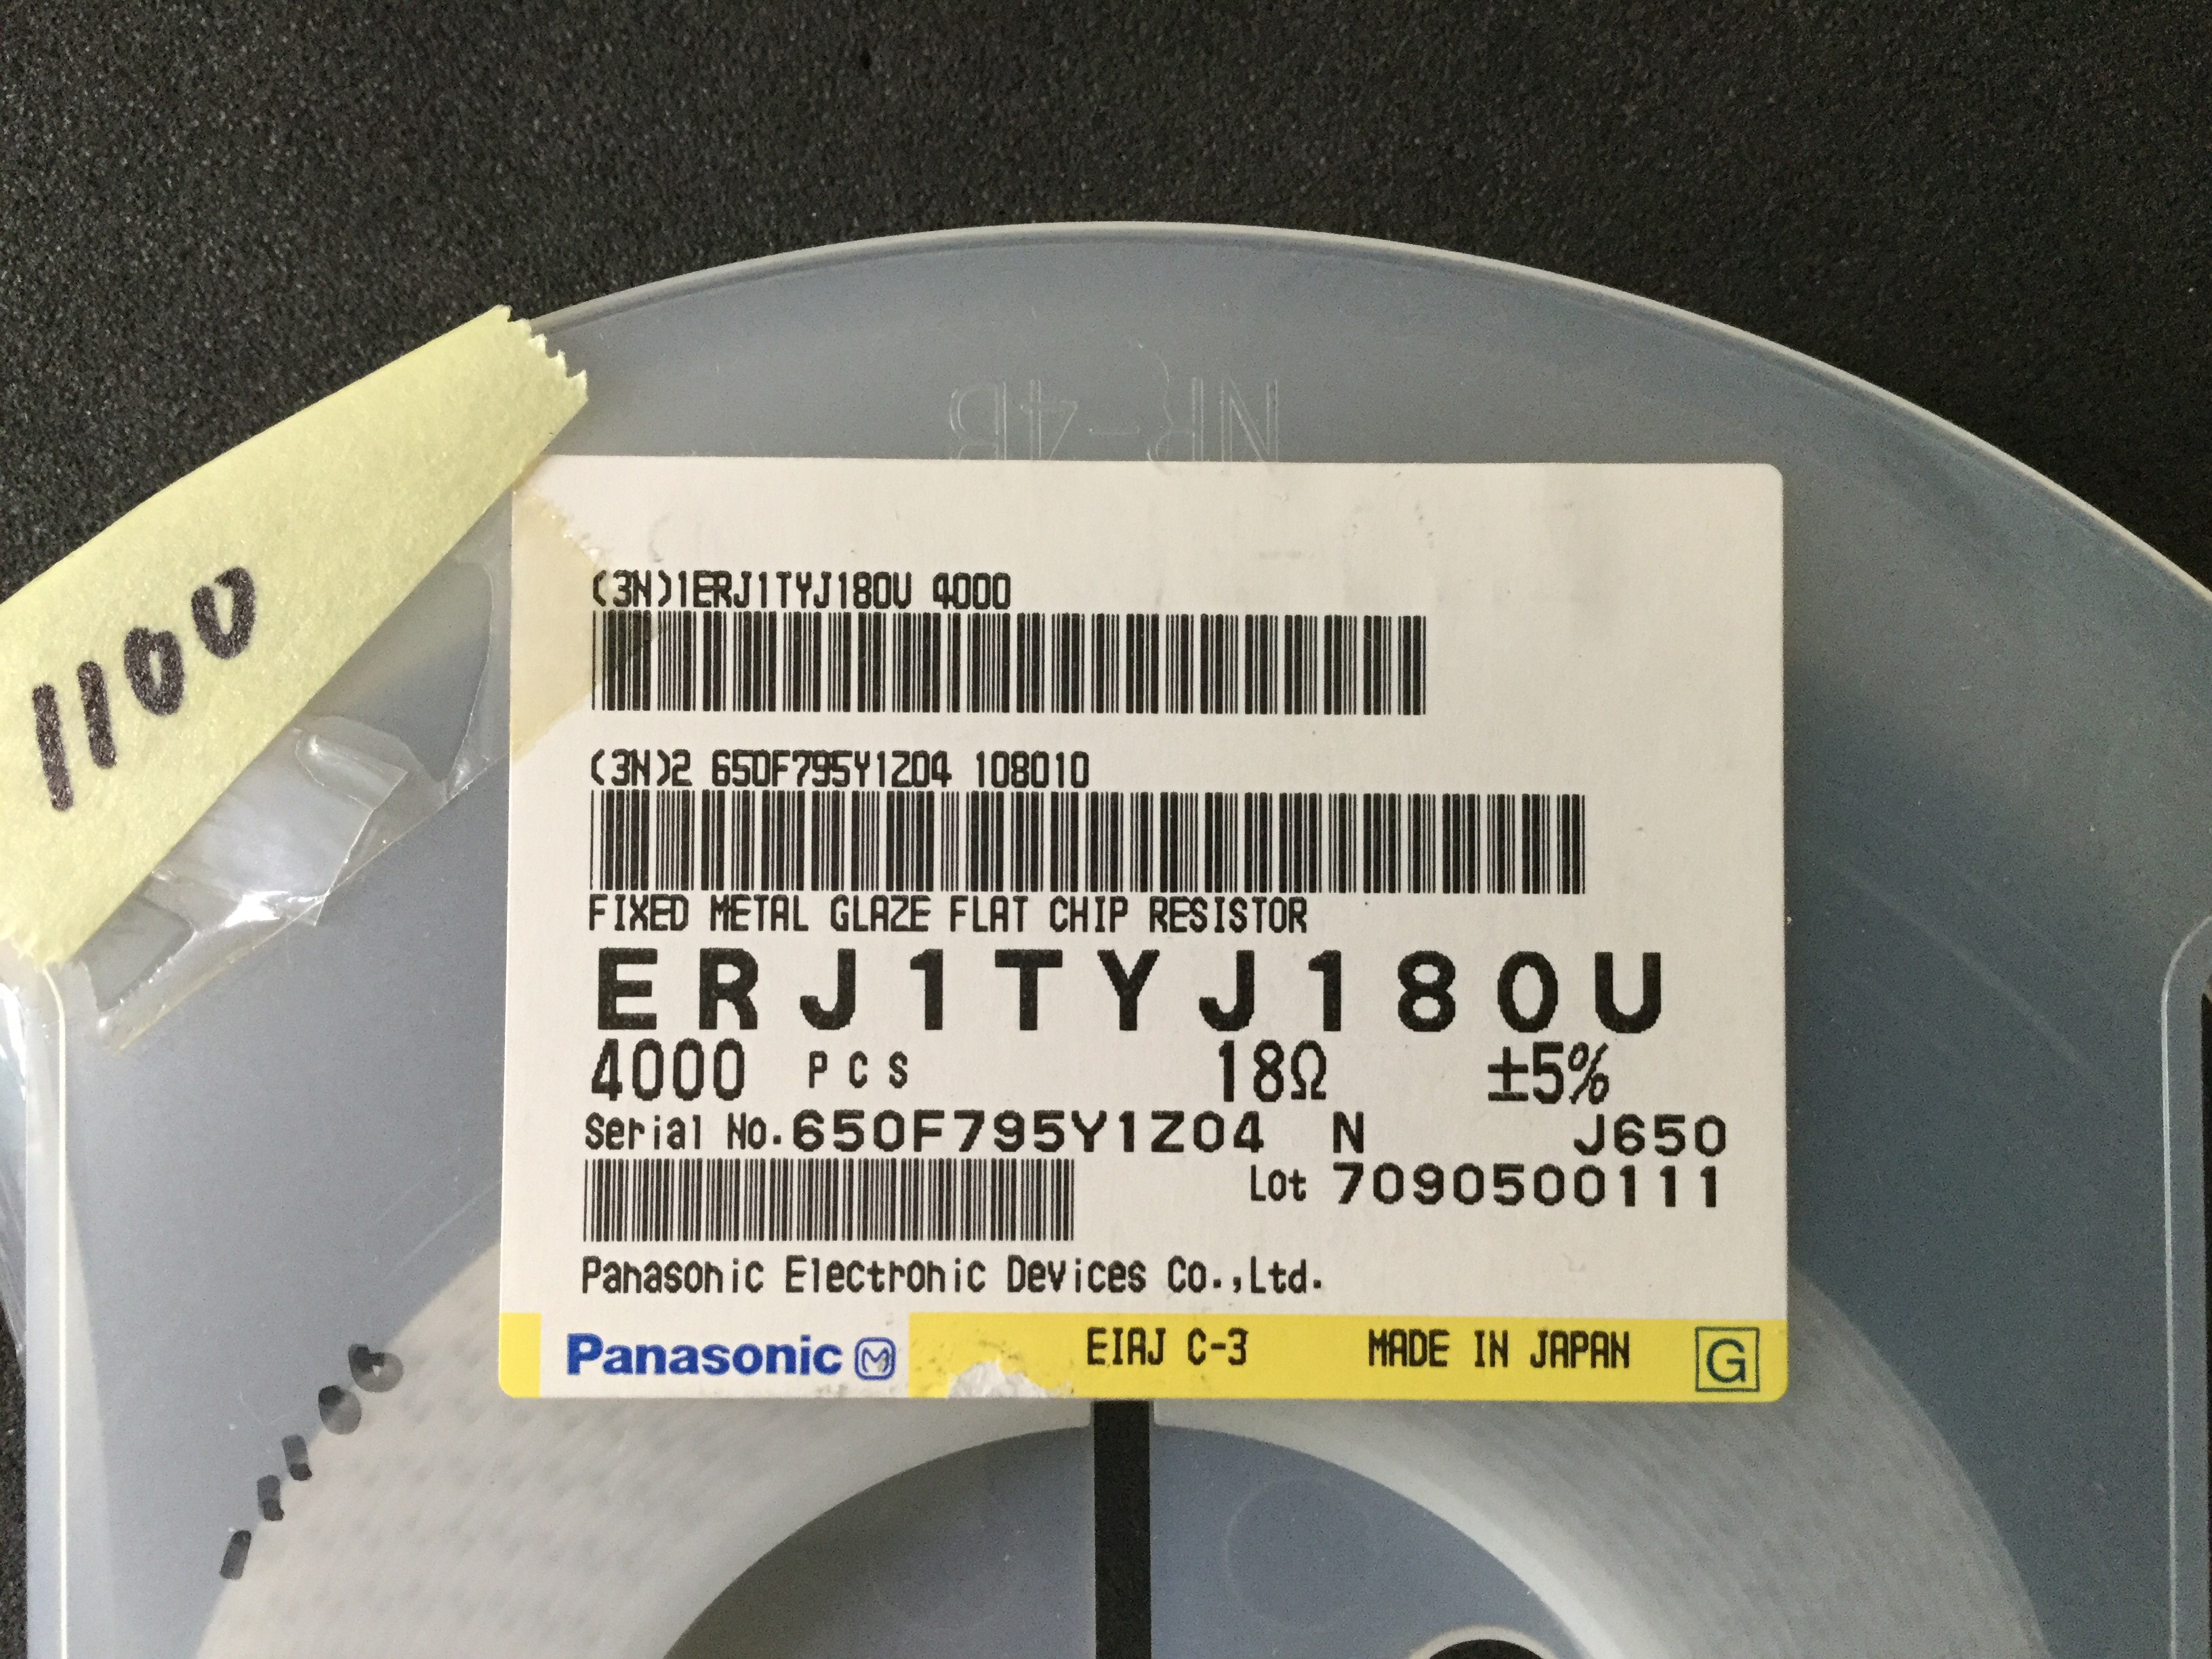 NR-4B
1100
(3N)1ERJ1TYJ180U 4000
(3N)2 650F795Y1Z04 108010
FIXED METAL GLAZE FLAT CHIP RESISTOR
ERJ1TYJ180U
4000 PCS 18Ω ±5%
Serial No.650F795Y1Z04 N J650
Lot 7090500111
Panasonic Electronic Devices Co.,Ltd.
Panasonic M EIAJ C-3 MADE IN JAPAN G